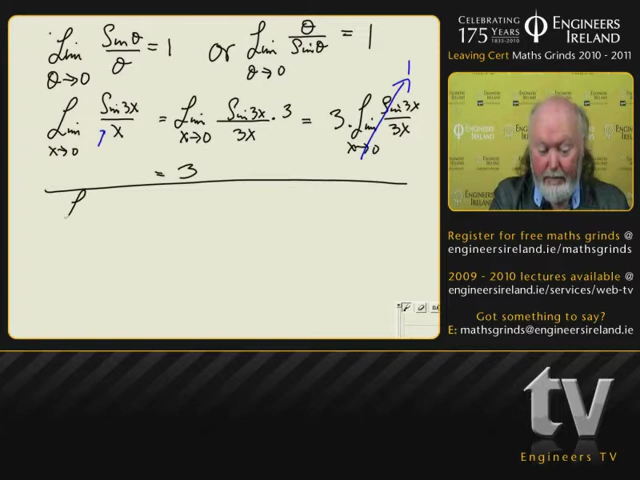 Lim Sinθ/θ = 1 or Lim θ/Sinθ = 1
θ→0 θ→0
1
Lim Sin3x/x = Lim Sin3x/3x · 3 = 3 · Lim Sin3x/3x
x→0 x→0 x→0
= 3
CELEBRATING
175 YEARS
1835-2010
ENGINEERS
IRELAND
Leaving Cert Maths Grinds 2010 - 2011
Register for free maths grinds @
engineersireland.ie/mathsgrinds
2009 - 2010 lectures available @
engineersireland.ie/services/web-tv
Got something to say?
E: mathsgrinds@engineersireland.ie
tv
Engineers TV